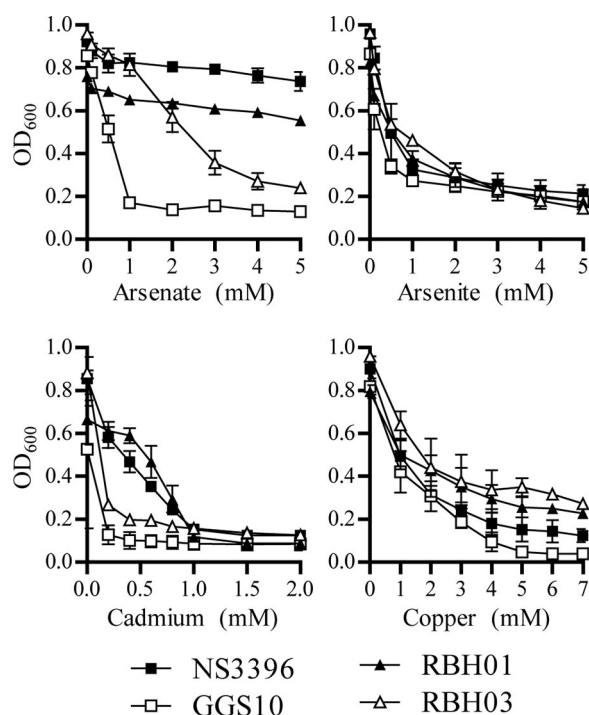 OD600
1.0
0.8
0.6
0.4
0.2
0.0
0 1 2 3 4 5
Arsenate (mM)
1.0
0.8
0.6
0.4
0.2
0.0
0 1 2 3 4 5
Arsenite (mM)
OD600
1.0
0.8
0.6
0.4
0.2
0.0
0.0 0.5 1.0 1.5 2.0
Cadmium (mM)
1.0
0.8
0.6
0.4
0.2
0.0
0 1 2 3 4 5 6 7
Copper (mM)
NS3396 RBH01
GGS10 RBH03